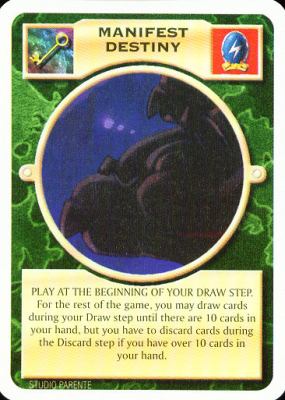 MANIFEST
DESTINY
PLAY AT THE BEGINNING OF YOUR DRAW STEP.
For the rest of the game, you may draw cards
during your Draw step until there are 10 cards in
your hand, but you have to discard cards during
the Discard step if you have over 10 cards in
your hand.
STUDIO PARENTE